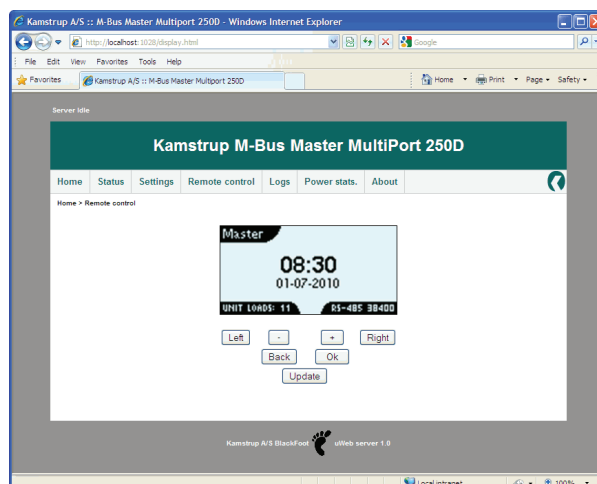 Kamstrup A/S :: M-Bus Master Multiport 250D - Windows Internet Explorer
http://localhost:1028/display.html
Google
File Edit View Favorites Tools Help
Favorites Kamstrup A/S :: M-Bus Master Multiport 250D Home Print Page Safety
Server Idle
Kamstrup M-Bus Master MultiPort 250D
Home Status Settings Remote control Logs Power stats. About
Home > Remote control
Master
08:30
01-07-2010
UNIT LOADS: 11 RS-485 38400
Left - + Right
Back Ok
Update
Kamstrup A/S BlackFoot uWeb server 1.0
Local intranet 100%